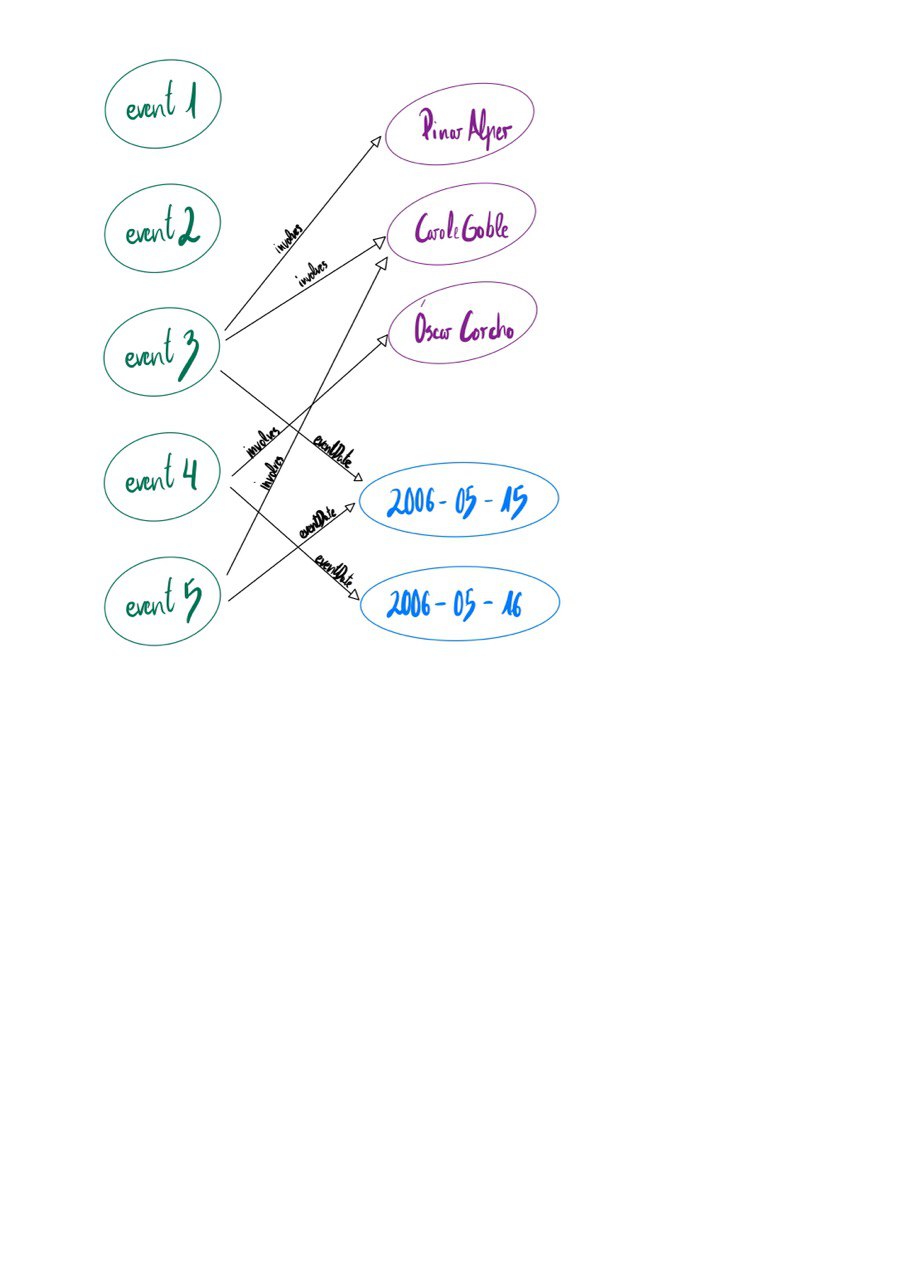 event 1
Pinar Alper
event 2
Carole Goble
involves
involves
event 3
Óscar Corcho
involves
eventDate
event 4
involves
2006-05-15
eventDate
eventDate
event 5
2006-05-16